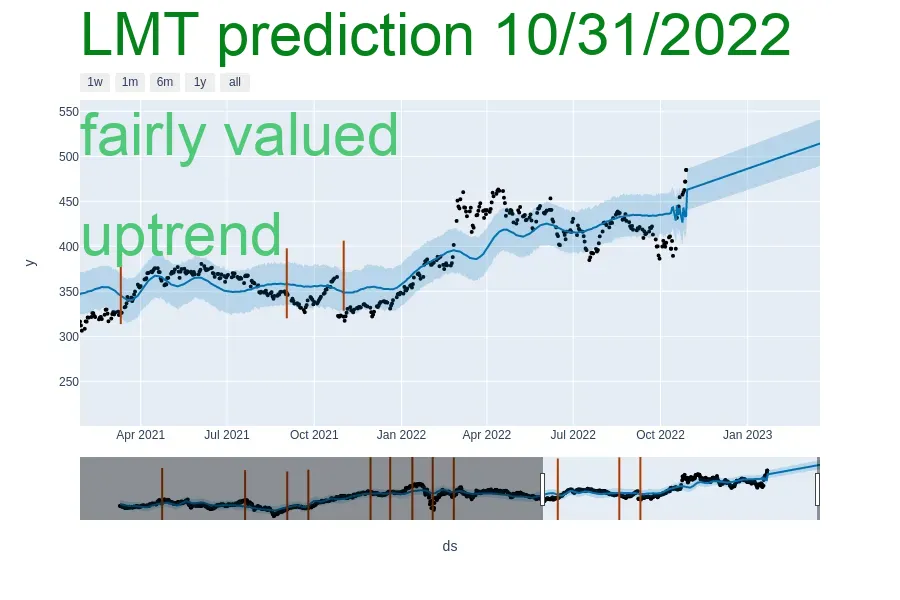 LMT prediction 10/31/2022
1w 1m 6m 1y all
550
fairly valued
500
450
uptrend
400
y
350
300
250
Apr 2021 Jul 2021 Oct 2021 Jan 2022 Apr 2022 Jul 2022 Oct 2022 Jan 2023
ds